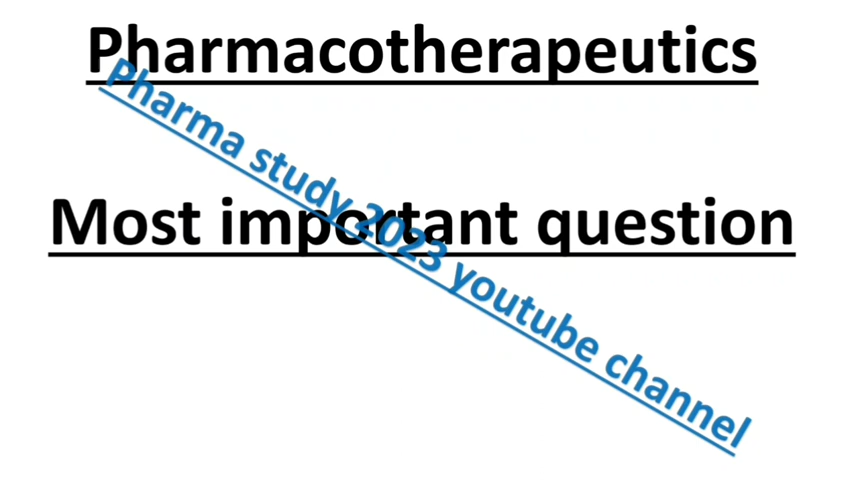 Pharmacotherapeutics
Pharma study 2023 youtube channel
Most important question